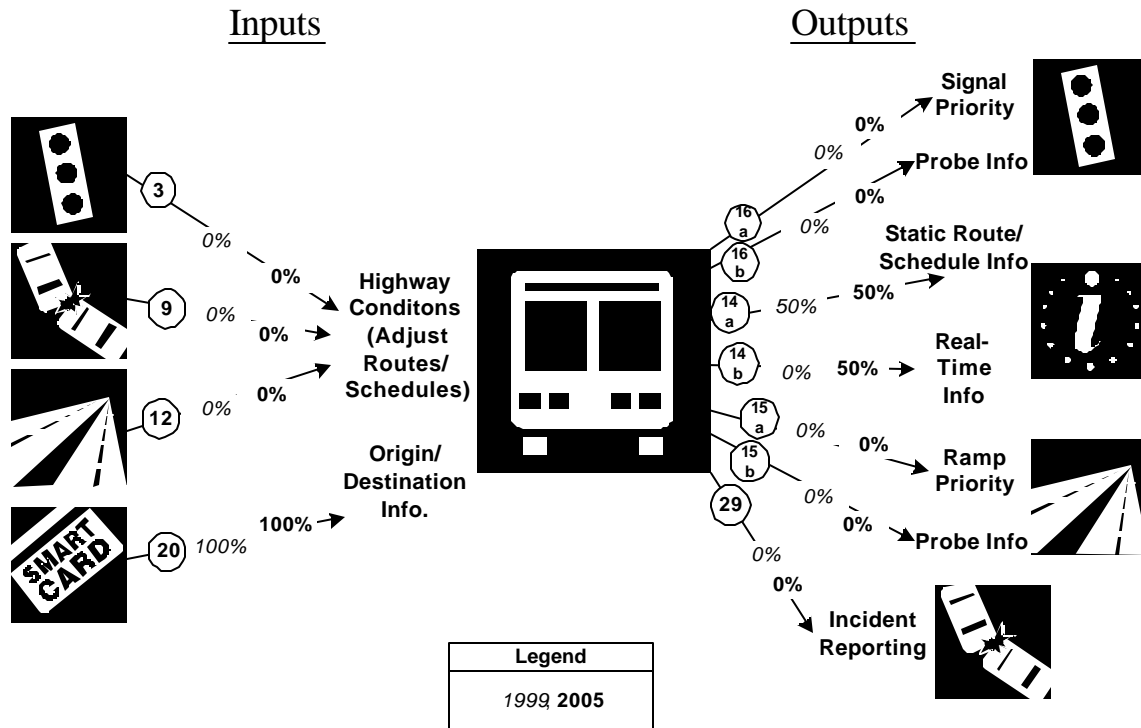 Inputs
Outputs
3
0%
0%
9
0%
0%
12
0%
0%
20
100%
100%
SMART
CARD
Highway
Conditons
(Adjust
Routes/
Schedules)
Origin/
Destination
Info.
16
a
0%
0%
Signal
Priority
16
b
0%
0%
Probe Info
14
a
50%
50%
Static Route/
Schedule Info
14
b
0%
50%
Real-
Time
Info
15
a
0%
0%
Ramp
Priority
15
b
0%
0%
Probe Info
29
0%
0%
Incident
Reporting
i
Legend
1999, 2005